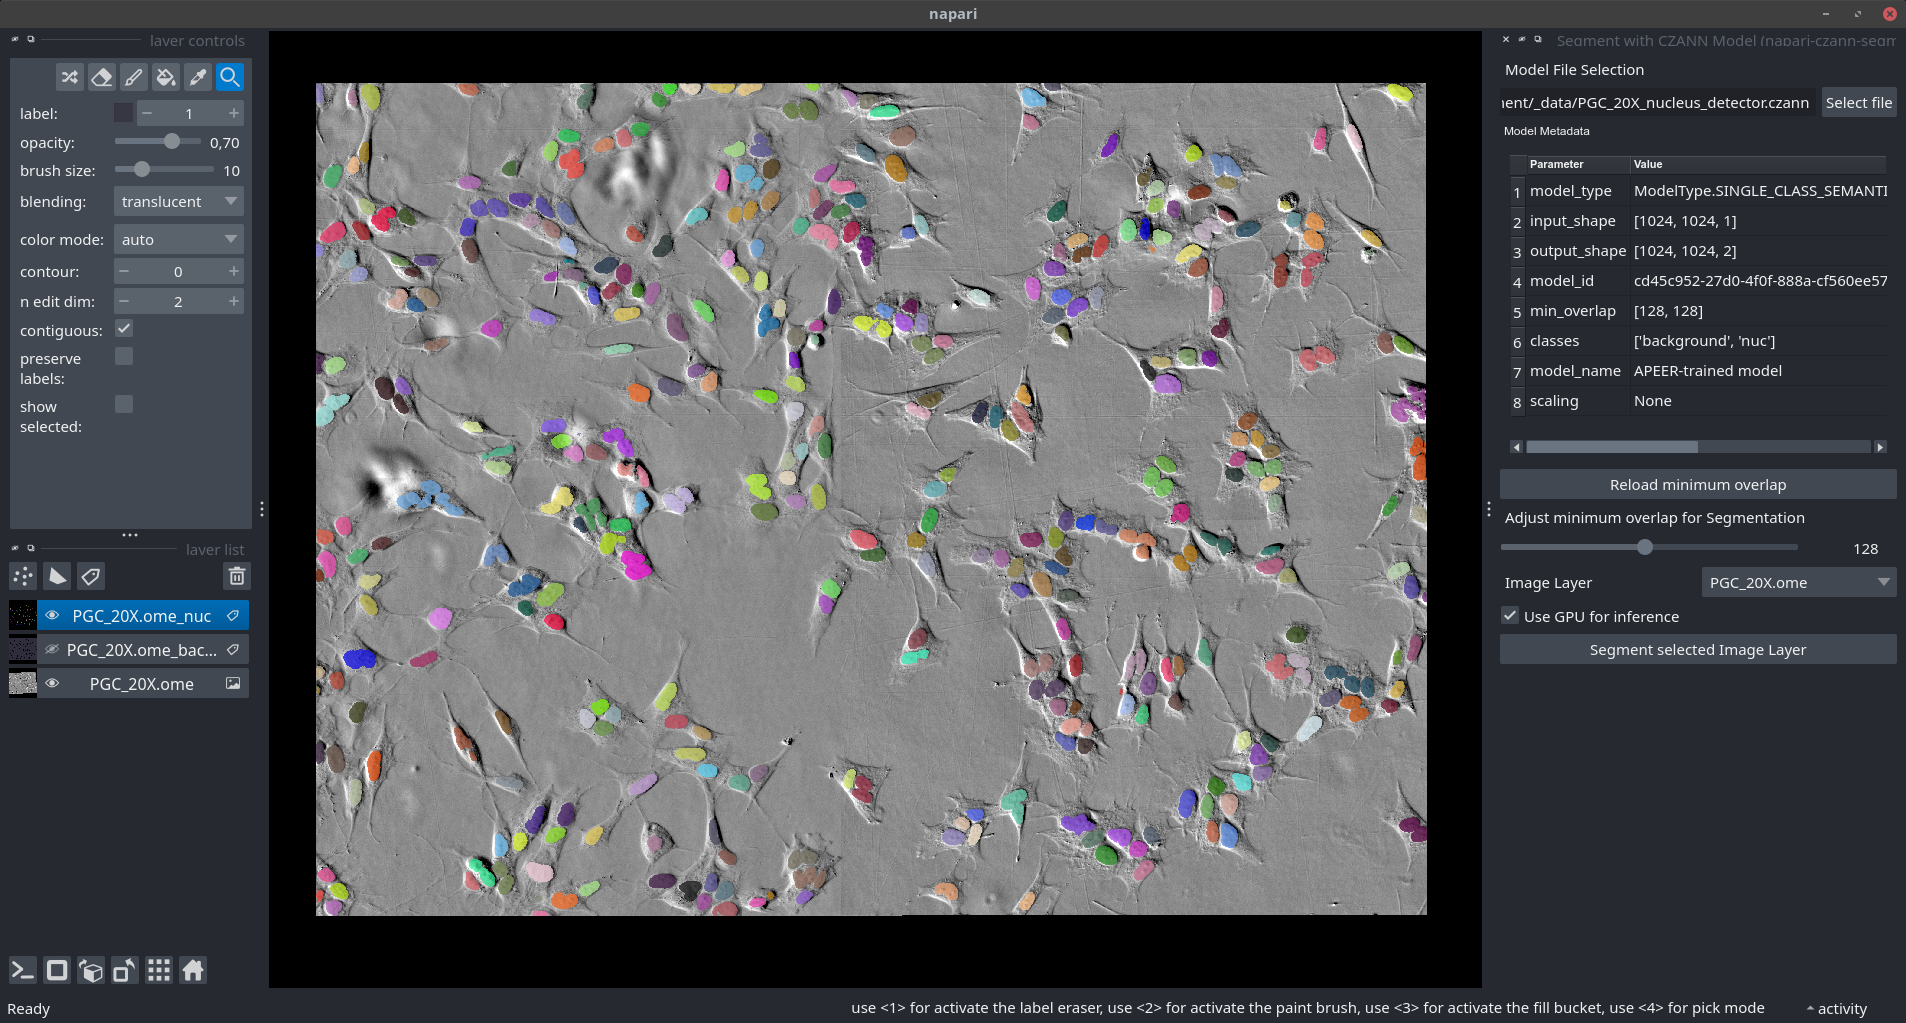 napari
layer controls
label:
1
opacity:
0,70
brush size:
10
blending:
translucent
color mode:
auto
contour:
0
n edit dim:
2
contiguous:
preserve
labels:
show
selected:
layer list
PGC_20X.ome_nuc
PGC_20X.ome_bac...
PGC_20X.ome
Ready
Segment with CZANN Model (napari-czann-segm
Model File Selection
ent/_data/PGC_20X_nucleus_detector.czann
Select file
Model Metadata
Parameter Value
1 model_type ModelType.SINGLE_CLASS_SEMANTI
2 input_shape [1024, 1024, 1]
3 output_shape [1024, 1024, 2]
4 model_id cd45c952-27d0-4f0f-888a-cf560ee57
5 min_overlap [128, 128]
6 classes ['background', 'nuc']
7 model_name APEER-trained model
8 scaling None
Reload minimum overlap
Adjust minimum overlap for Segmentation
128
Image Layer
PGC_20X.ome
Use GPU for inference
Segment selected Image Layer
use <1> for activate the label eraser, use <2> for activate the paint brush, use <3> for activate the fill bucket, use <4> for pick mode
activity